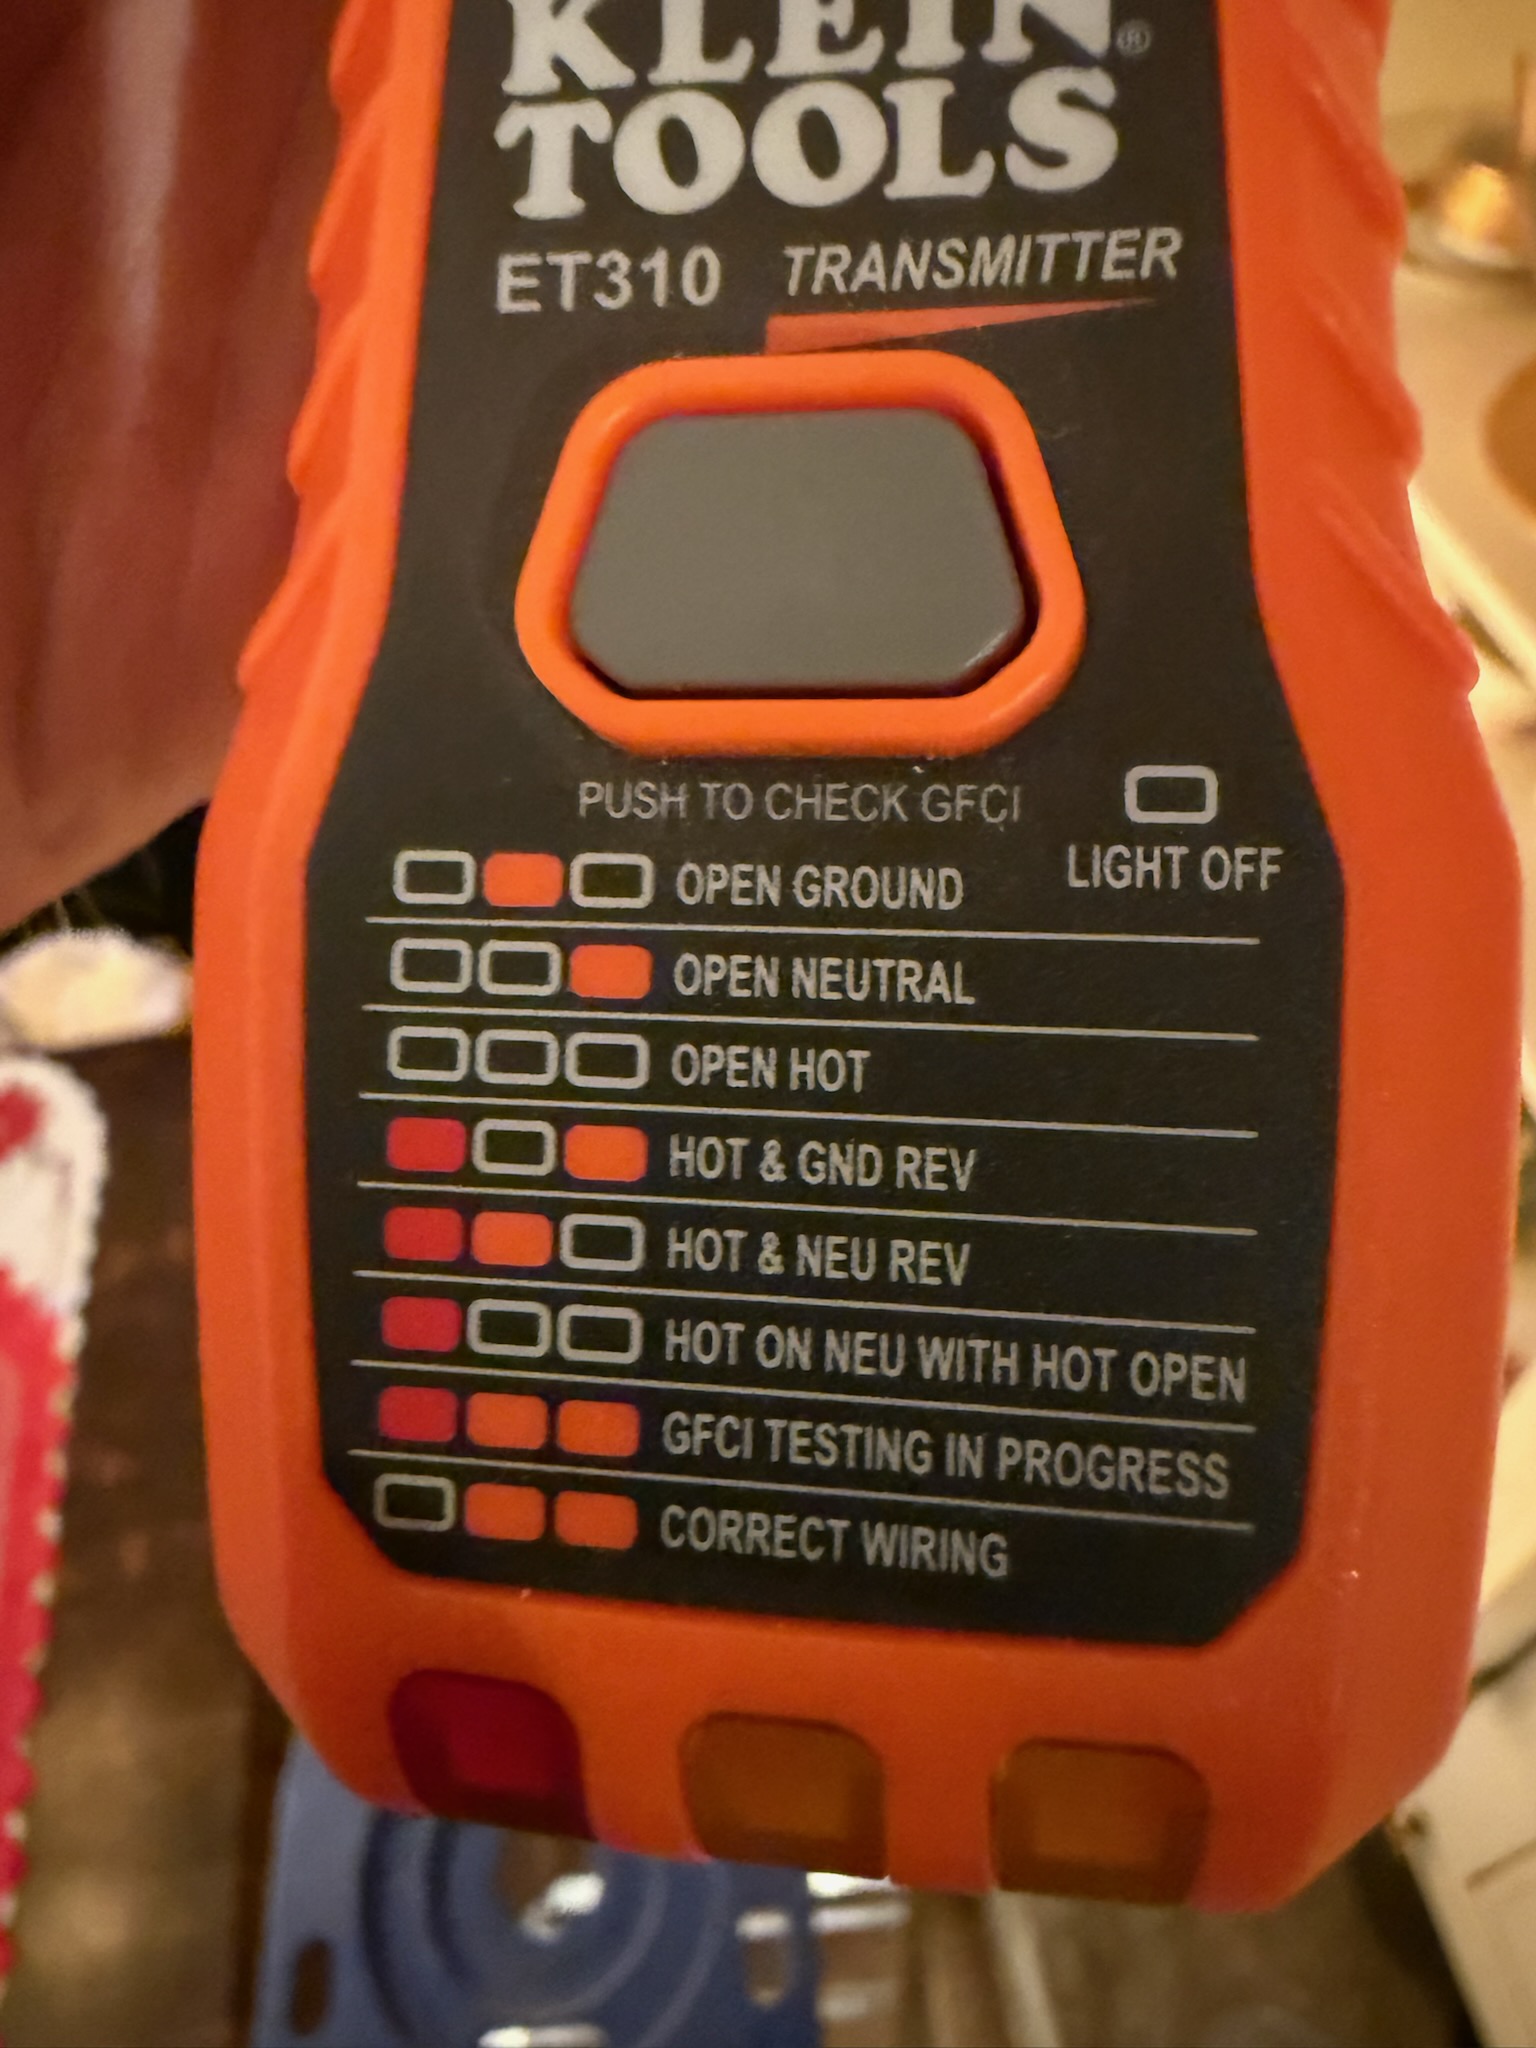 KLEIN
TOOLS®
ET310 TRANSMITTER
PUSH TO CHECK GFCI
LIGHT OFF
OPEN GROUND
OPEN NEUTRAL
OPEN HOT
HOT & GND REV
HOT & NEU REV
HOT ON NEU WITH HOT OPEN
GFCI TESTING IN PROGRESS
CORRECT WIRING